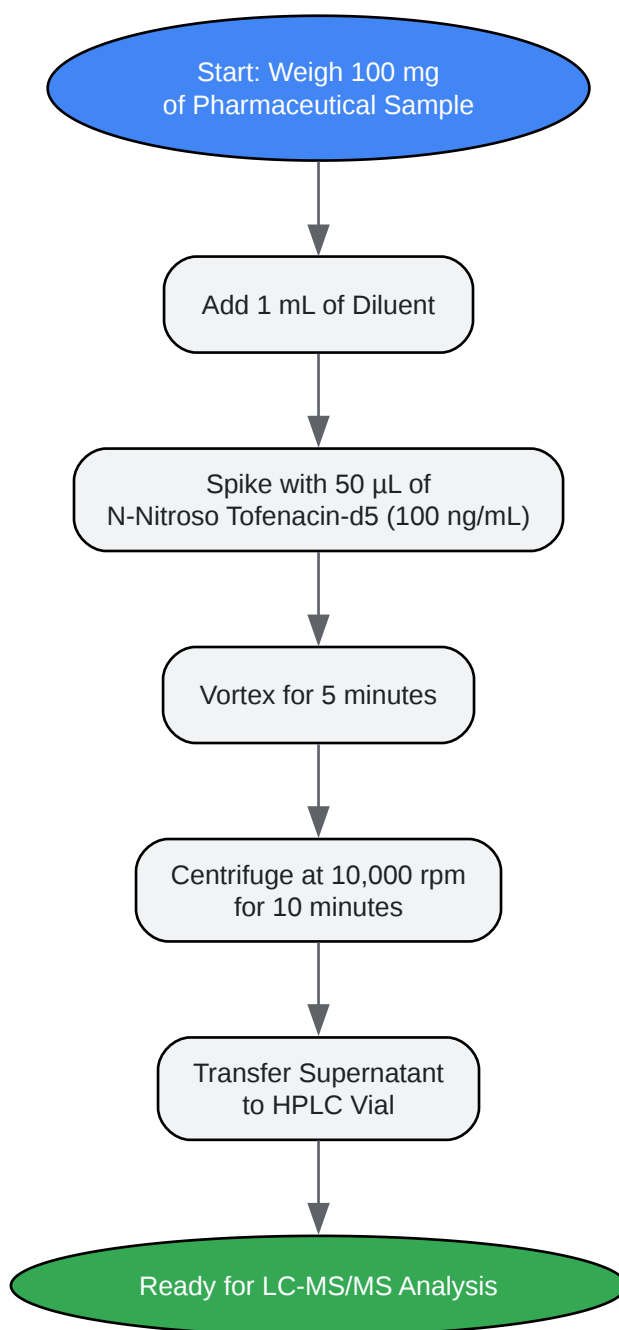 Start: Weigh 100 mg
of Pharmaceutical Sample
Add 1 mL of Diluent
Spike with 50 µL of
N-Nitroso Tofenacin-d5 (100 ng/mL)
Vortex for 5 minutes
Centrifuge at 10,000 rpm
for 10 minutes
Transfer Supernatant
to HPLC Vial
Ready for LC-MS/MS Analysis